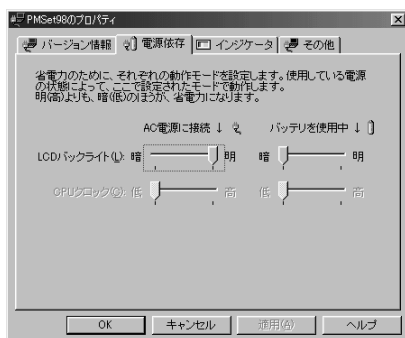 PMSet98のプロパティ
バージョン情報 電源依存 インジケータ その他
省電力のために、それぞれの動作モードを設定します。使用している電源
の状態によって、ここで設定されたモードで動作します。
明(高)よりも、暗(低)のほうが、省電力になります。
AC電源に接続 ↓ バッテリを使用中 ↓
LCDバックライト(L): 暗 明 暗 明
CPUクロック(C): 低 高 低 高
OK キャンセル 適用(A) ヘルプ